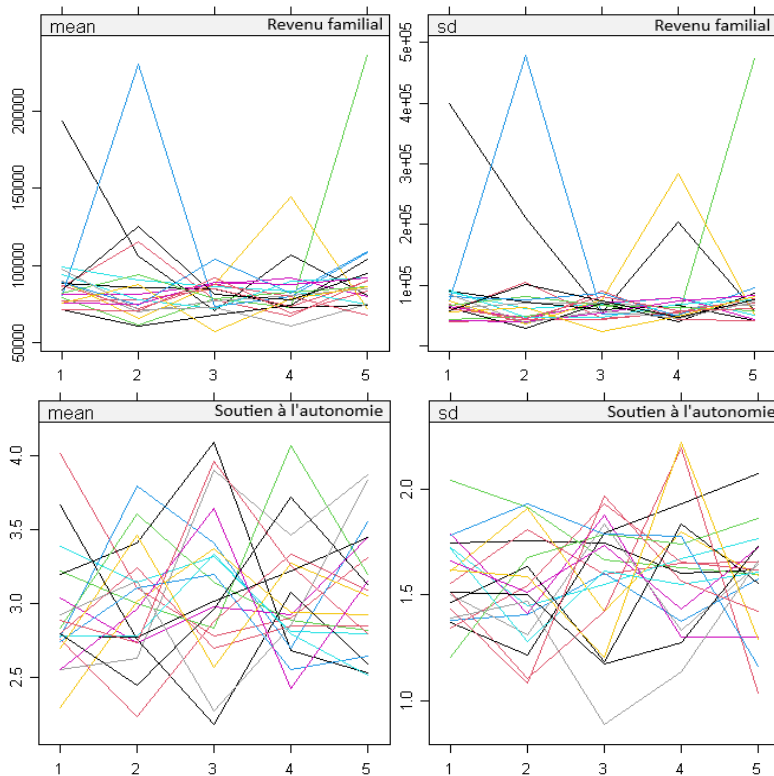 mean Revenu familial
sd Revenu familial
200000
150000
100000
50000
5e+05
4e+05
3e+05
2e+05
1e+05
1 2 3 4 5
1 2 3 4 5
mean Soutien à l'autonomie
sd Soutien à l'autonomie
4.0
3.5
3.0
2.5
2.0
1.5
1.0
1 2 3 4 5
1 2 3 4 5